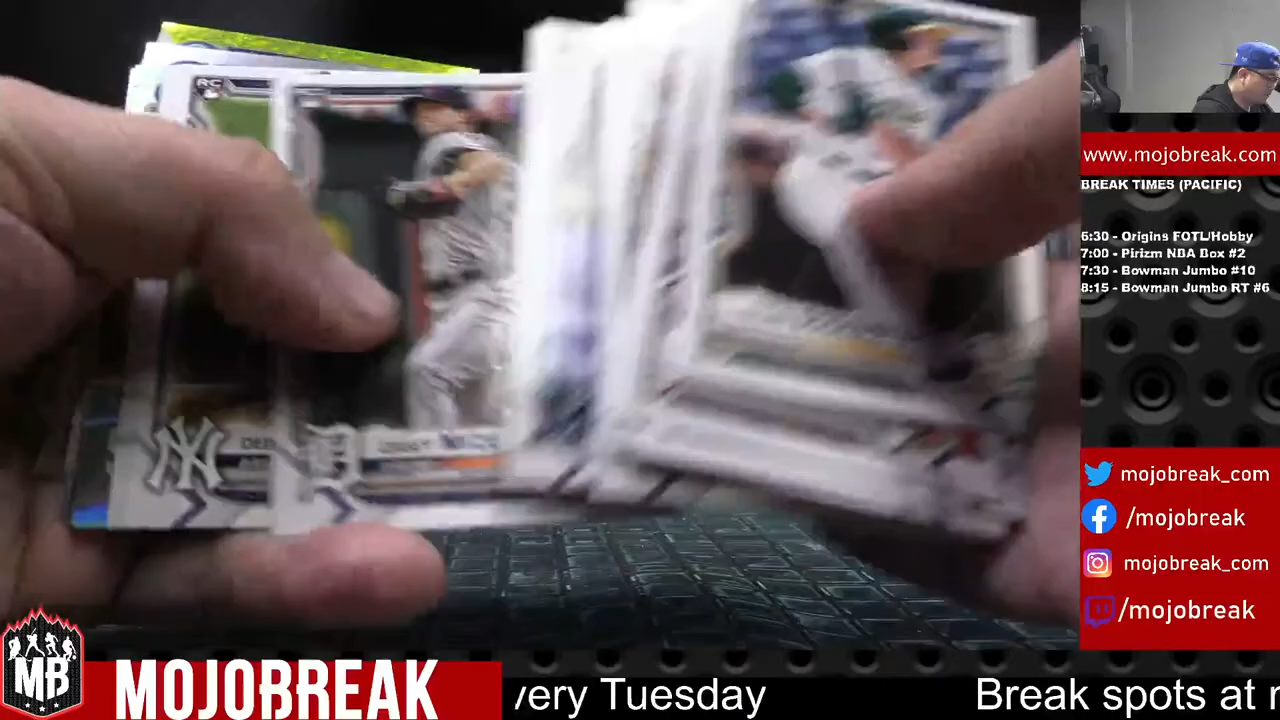 www.mojobreak.com
BREAK TIMES (PACIFIC)
6:30 - Origins FOTL/Hobby
7:00 - Pirizm NBA Box #2
7:30 - Bowman Jumbo #10
8:15 - Bowman Jumbo RT #6
mojobreak_com
/mojobreak
mojobreak_com
/mojobreak
RC
NY
MB
MOJOBREAK
very Tuesday
Break spots at